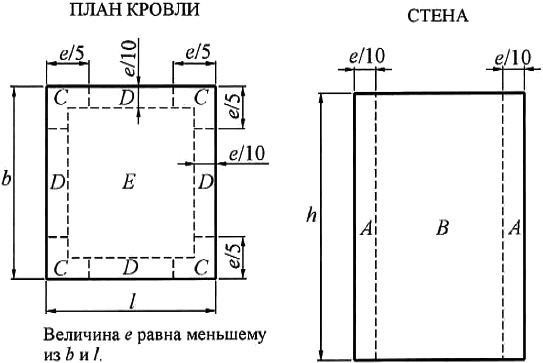 ПЛАН КРОВЛИ
СТЕНА
e/5
e/10
e/5
e/10
e/10
C
D
C
e/5
e/10
b
D
E
D
h
A
B
A
C
D
C
e/5
l
Величина e равна меньшему
из b и l.